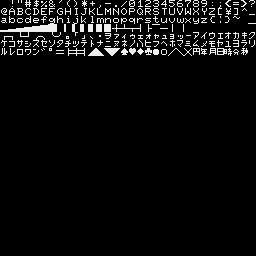 !"#$%&'()*+,-./0123456789:;<=>?
@ABCDEFGHIJKLMNOPQRSTUVWXYZ[¥]^_
abcdefghijklmnopqrstuvwxyz{|}~
。「」、・ヲァィゥェォャュョッーアイウエオカキク
ケコサシスセソタチツテトナニヌネノハヒフヘホマミムメモヤユヨラリ
ルレロワン゛゜ ♠♥♦♣●○╱╲╳円年月日時分秒